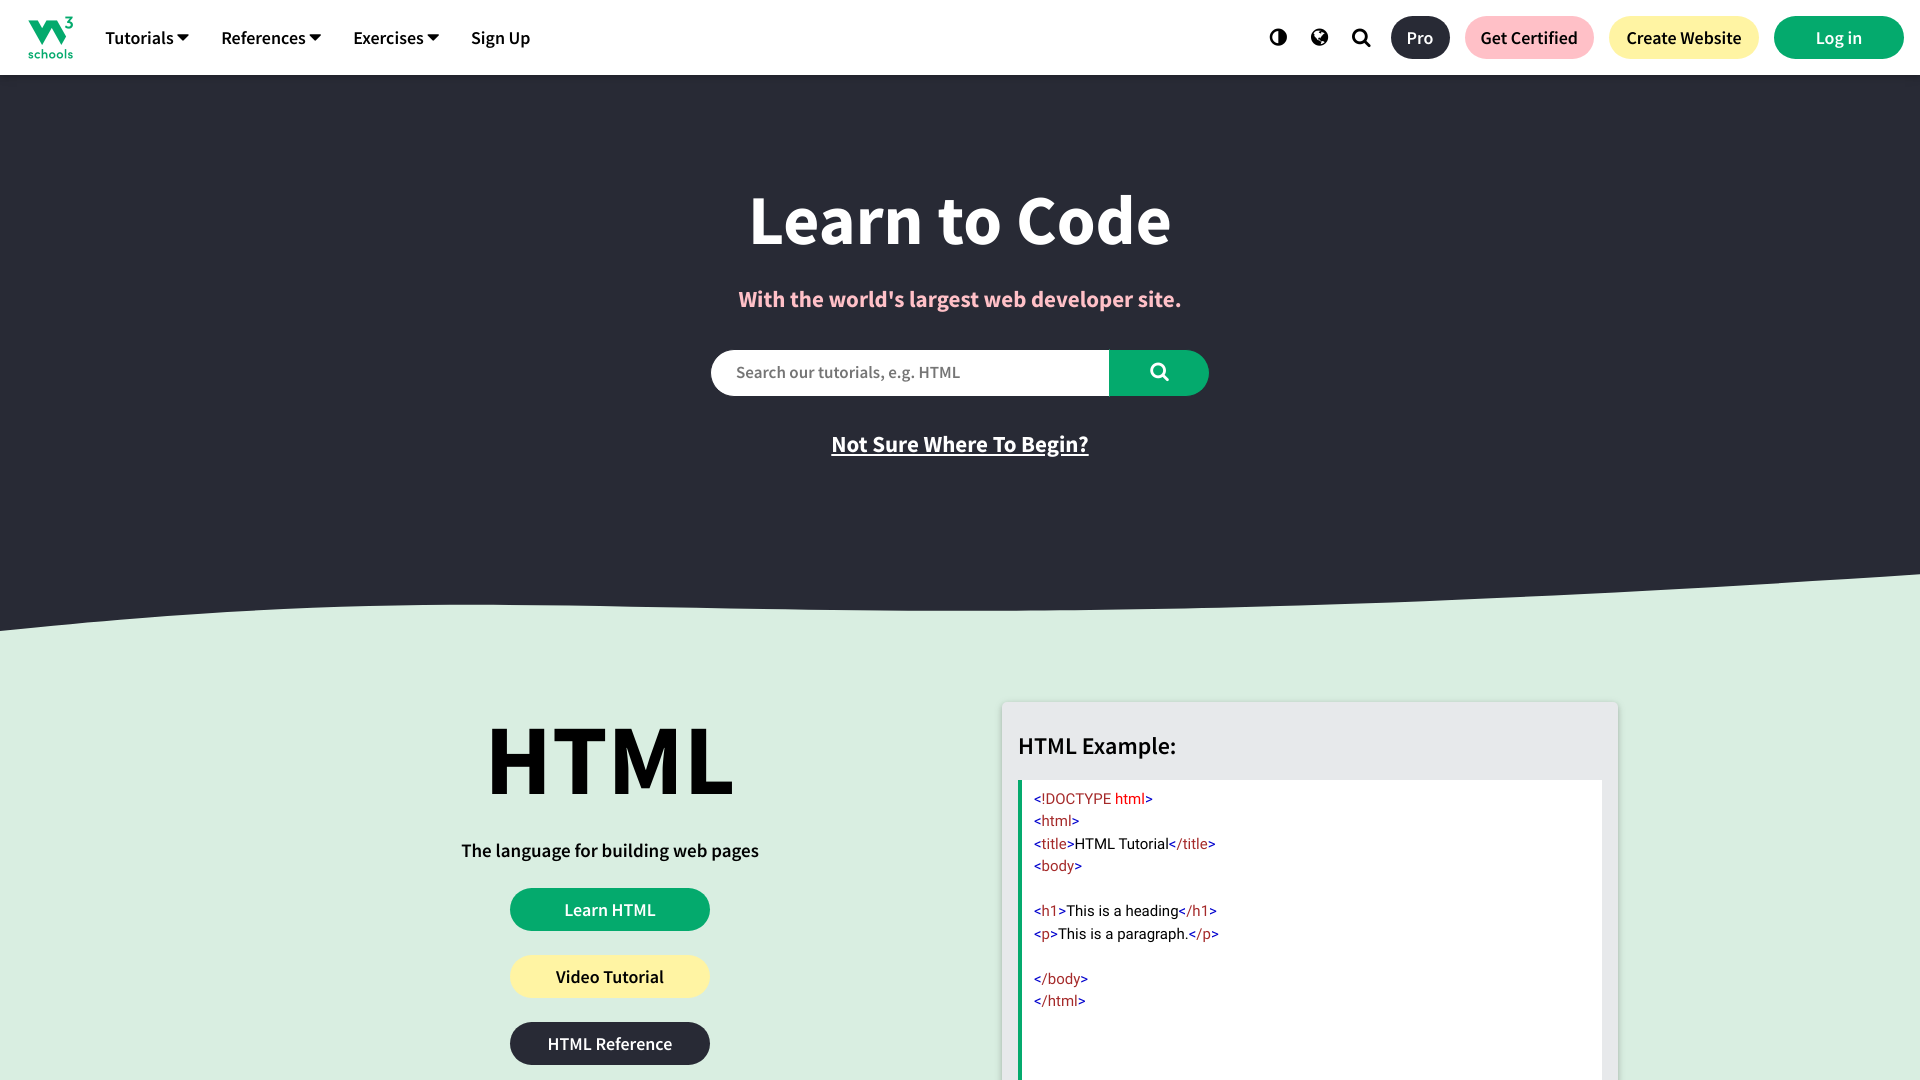 3
schools
Tutorials
References
Exercises
Sign Up
Pro
Get Certified
Create Website
Log in
Learn to Code
With the world's largest web developer site.
Search our tutorials, e.g. HTML
Not Sure Where To Begin?
HTML
The language for building web pages
Learn HTML
Video Tutorial
HTML Reference
HTML Example:
<!DOCTYPE html>
<html>
<title>HTML Tutorial</title>
<body>
<h1>This is a heading</h1>
<p>This is a paragraph.</p>
</body>
</html>